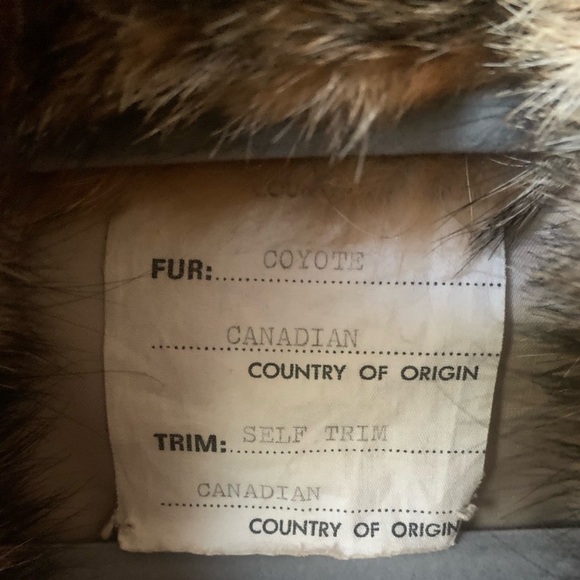 FUR: COYOTE
CANADIAN
COUNTRY OF ORIGIN
TRIM: SELF TRIM
CANADIAN
COUNTRY OF ORIGIN